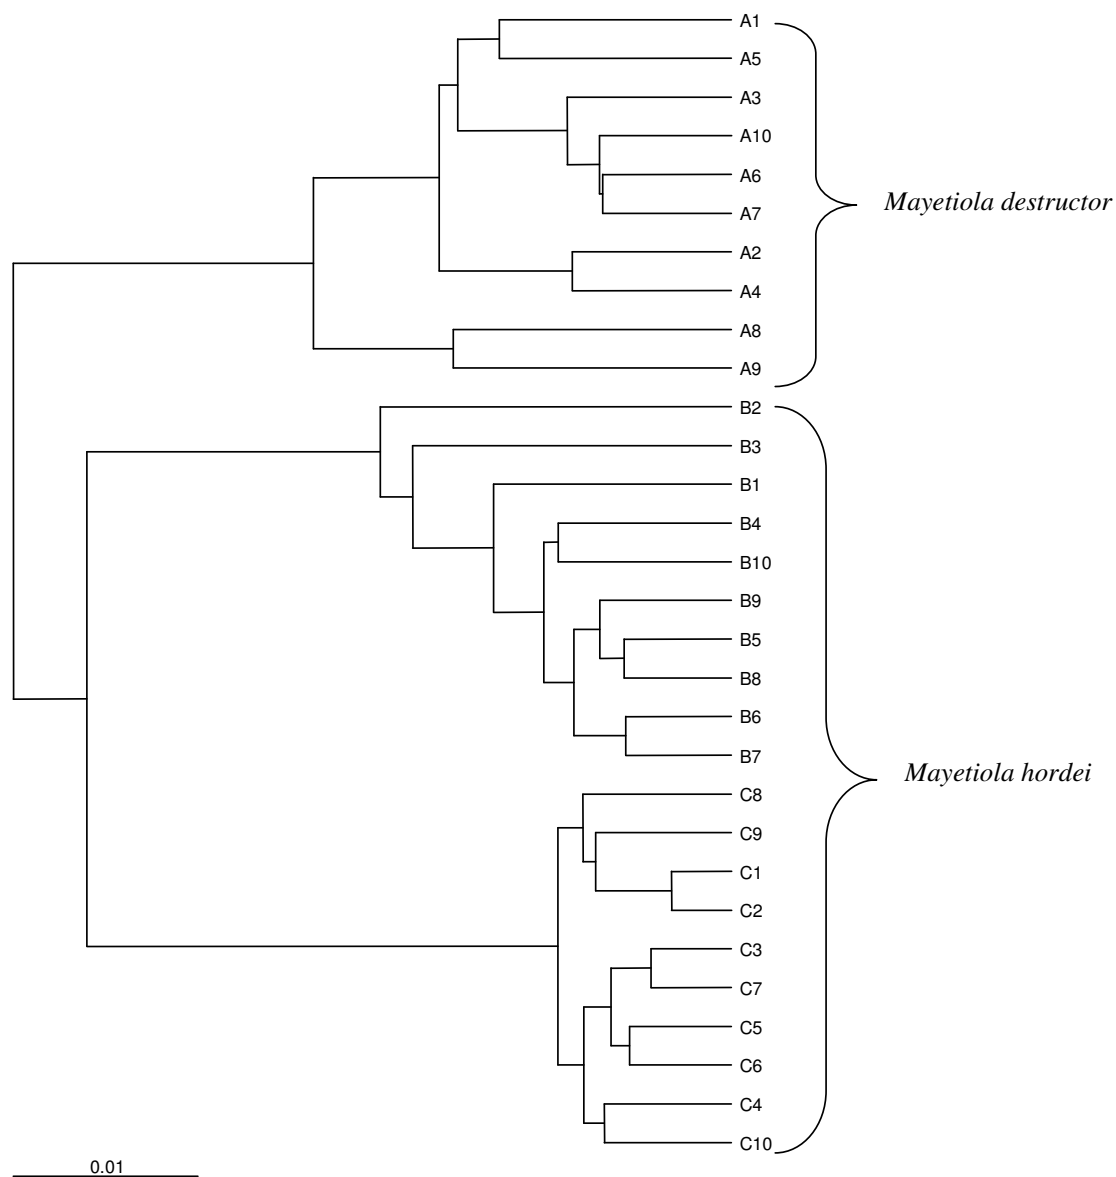 A1
A5
A3
A10
A6
A7
Mayetiola destructor
A2
A4
A8
A9
B2
B3
B1
B4
B10
B9
B5
B8
B6
B7
Mayetiola hordei
C8
C9
C1
C2
C3
C7
C5
C6
C4
C10
0.01